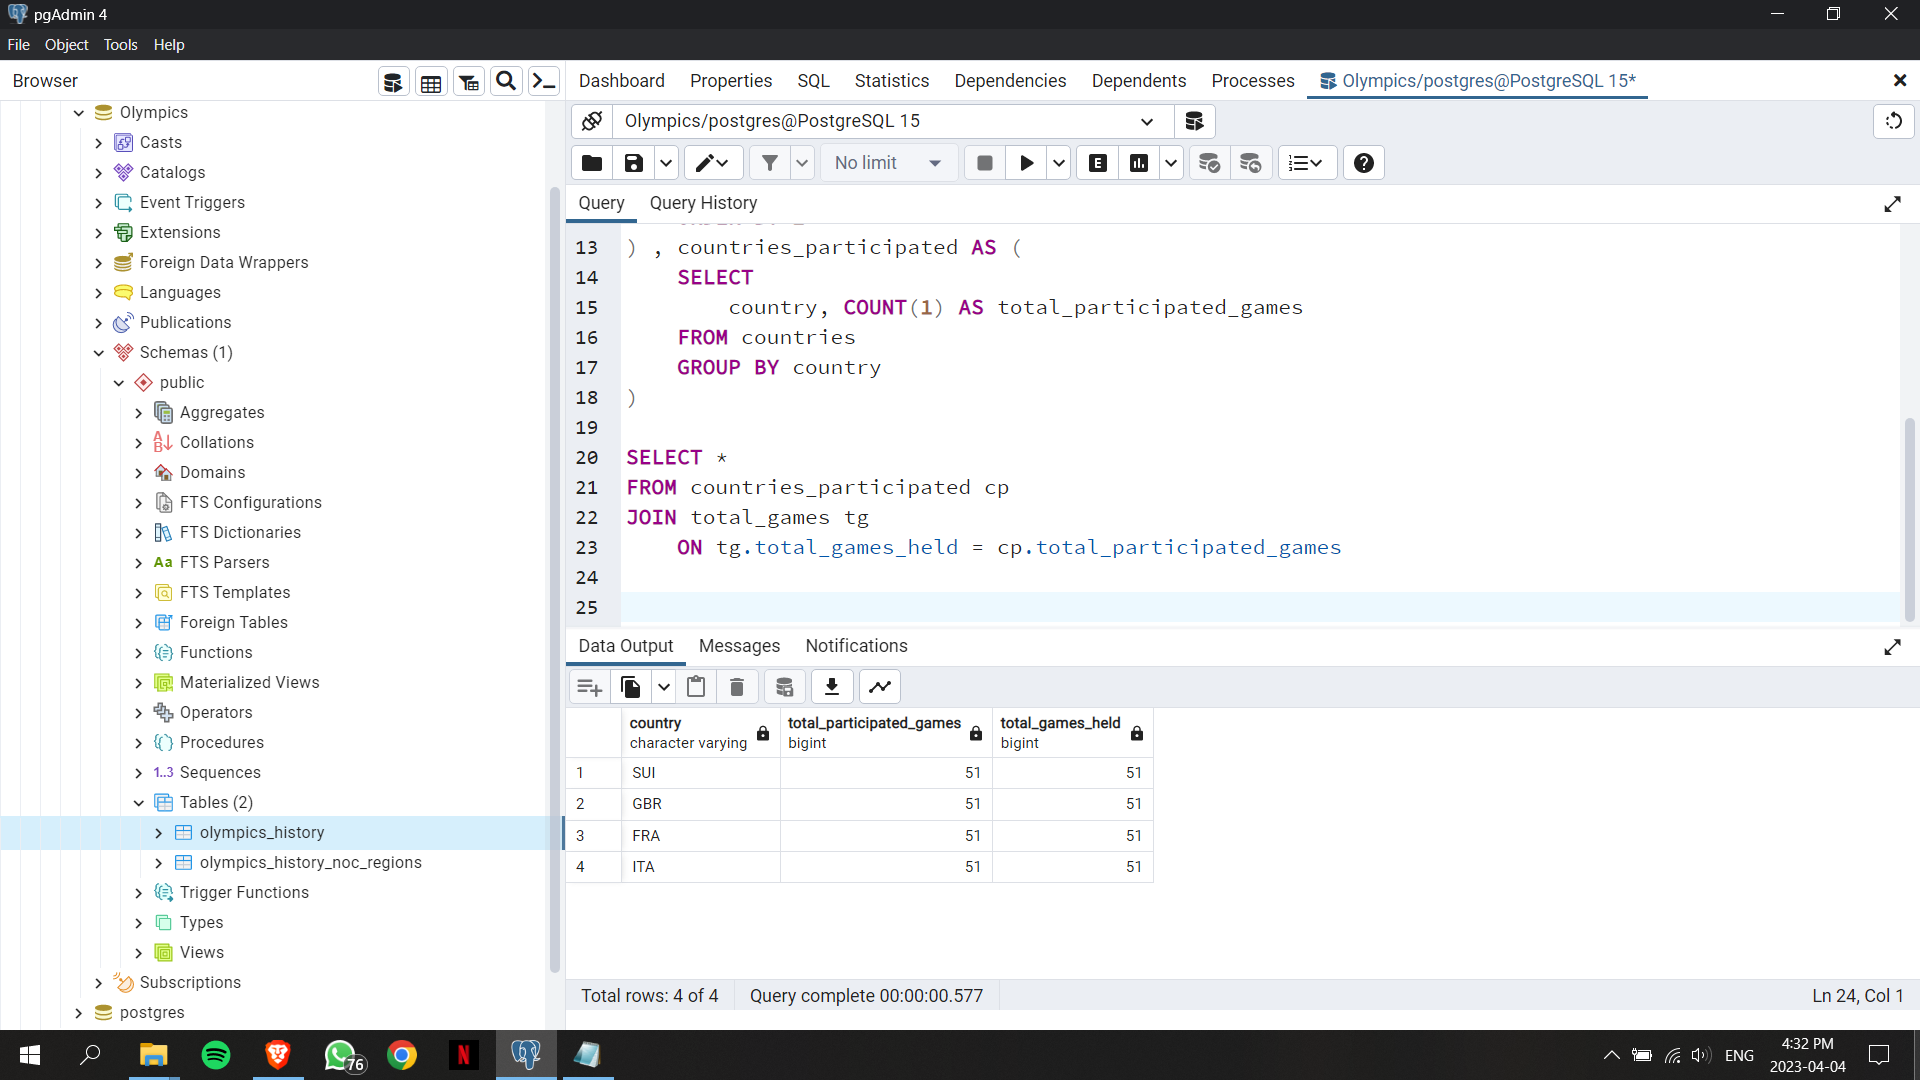 pgAdmin 4
File Object Tools Help
Browser
Dashboard Properties SQL Statistics Dependencies Dependents Processes Olympics/postgres@PostgreSQL 15*
Olympics
Casts
Catalogs
Event Triggers
Extensions
Foreign Data Wrappers
Languages
Publications
Schemas (1)
public
Aggregates
Collations
Domains
FTS Configurations
FTS Dictionaries
FTS Parsers
FTS Templates
Foreign Tables
Functions
Materialized Views
Operators
Procedures
1..3 Sequences
Tables (2)
olympics_history
olympics_history_noc_regions
Trigger Functions
Types
Views
Subscriptions
postgres
Olympics/postgres@PostgreSQL 15
No limit
Query Query History
13 ) , countries_participated AS (
14 SELECT
15 country, COUNT(1) AS total_participated_games
16 FROM countries
17 GROUP BY country
18 )
19
20 SELECT *
21 FROM countries_participated cp
22 JOIN total_games tg
23 ON tg.total_games_held = cp.total_participated_games
24
25
Data Output Messages Notifications
country total_participated_games total_games_held
character varying bigint bigint
1 SUI 51 51
2 GBR 51 51
3 FRA 51 51
4 ITA 51 51
Total rows: 4 of 4 Query complete 00:00:00.577 Ln 24, Col 1
76
ENG
4:32 PM
2023-04-04